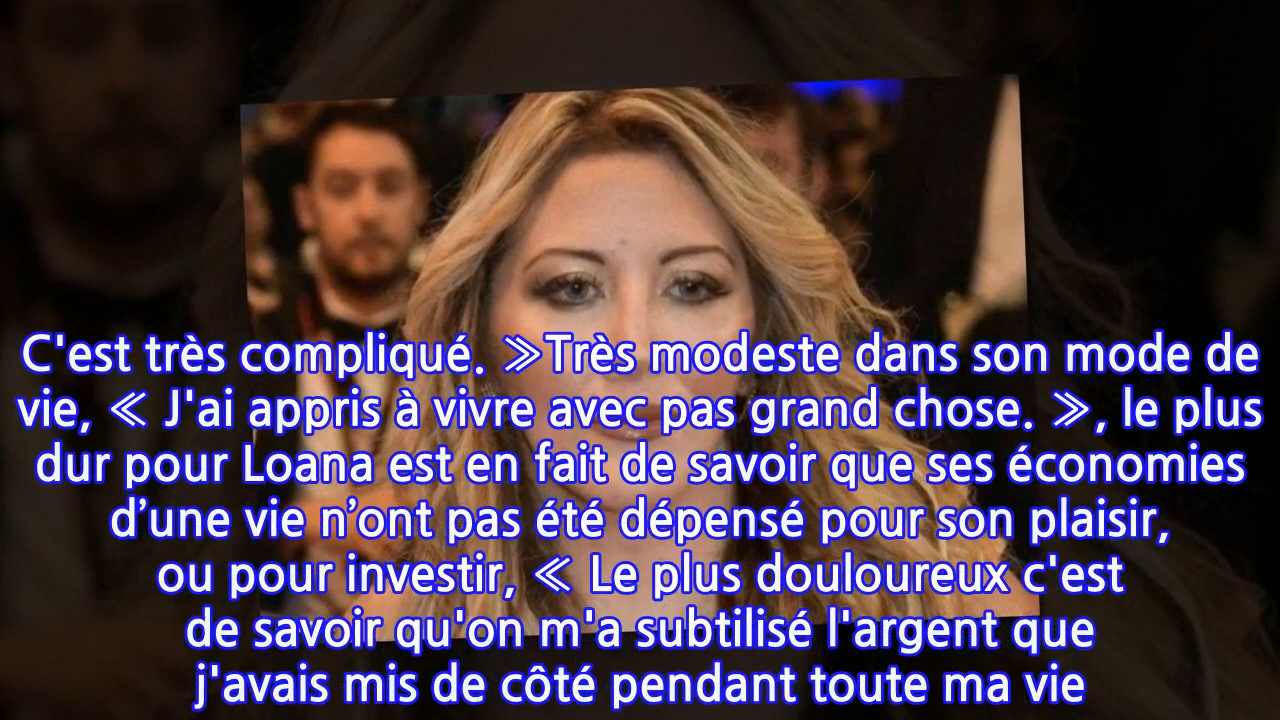 C'est très compliqué. ≫Très modeste dans son mode de
vie, ≪ J'ai appris à vivre avec pas grand chose. ≫, le plus
dur pour Loana est en fait de savoir que ses économies
d’une vie n’ont pas été dépensé pour son plaisir,
ou pour investir, ≪ Le plus douloureux c'est
de savoir qu'on m'a subtilisé l'argent que
j'avais mis de côté pendant toute ma vie